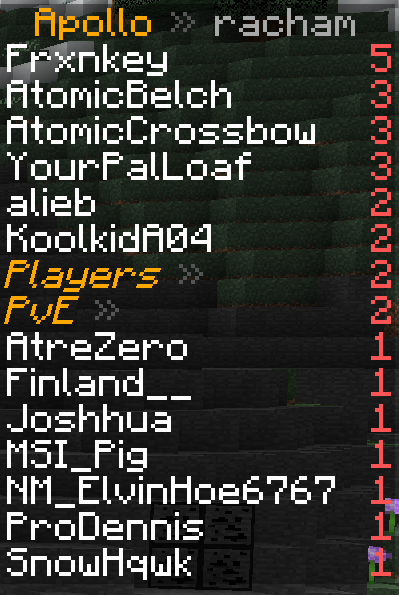 Apollo » racham
Frxnkey 5
AtomicBelch 3
AtomicCrossbow 3
YourPalLoaf 3
alieb 2
KoolkidA04 2
Players » 2
PvE » 2
AtreZero 1
Finland__ 1
Joshhua 1
MSI_Pig 1
NM_ElvinHoe6767 1
ProDennis 1
SnowHqwk 1